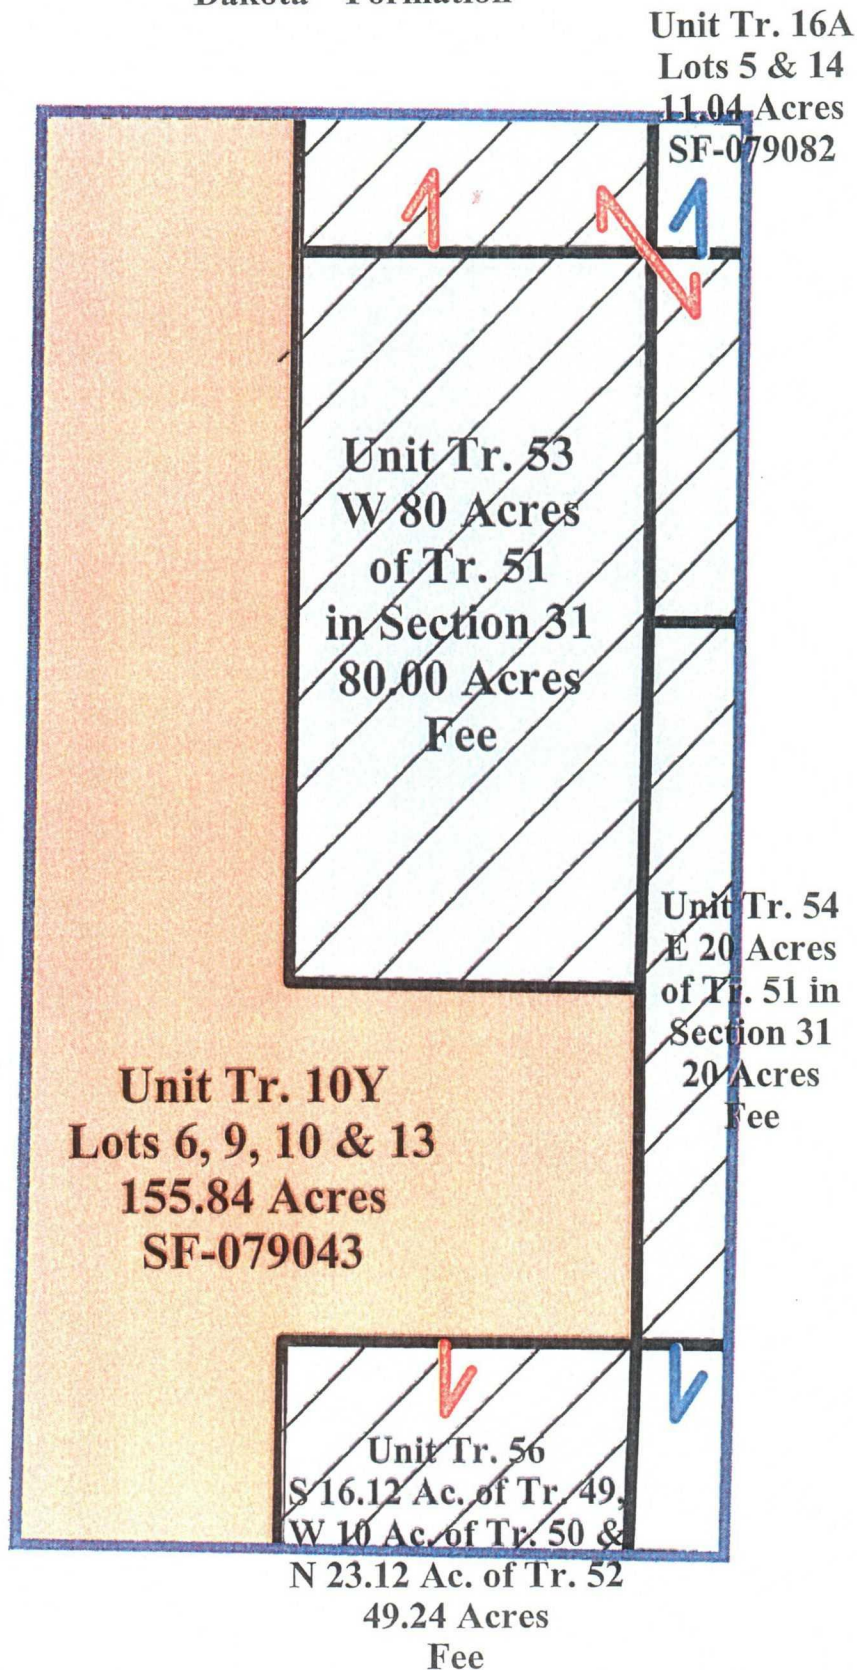 Dakota Formation
Unit Tr. 16A
Lots 5 & 14
11.04 Acres
SF-079082
Unit Tr. 53
W 80 Acres
of Tr. 51
in Section 31
80.00 Acres
Fee
Unit Tr. 54
E 20 Acres
of Tr. 51 in
Section 31
20 Acres
Fee
Unit Tr. 10Y
Lots 6, 9, 10 & 13
155.84 Acres
SF-079043
Unit Tr. 56
S 16.12 Ac. of Tr. 49,
W 10 Ac. of Tr. 50 &
N 23.12 Ac. of Tr. 52
49.24 Acres
Fee